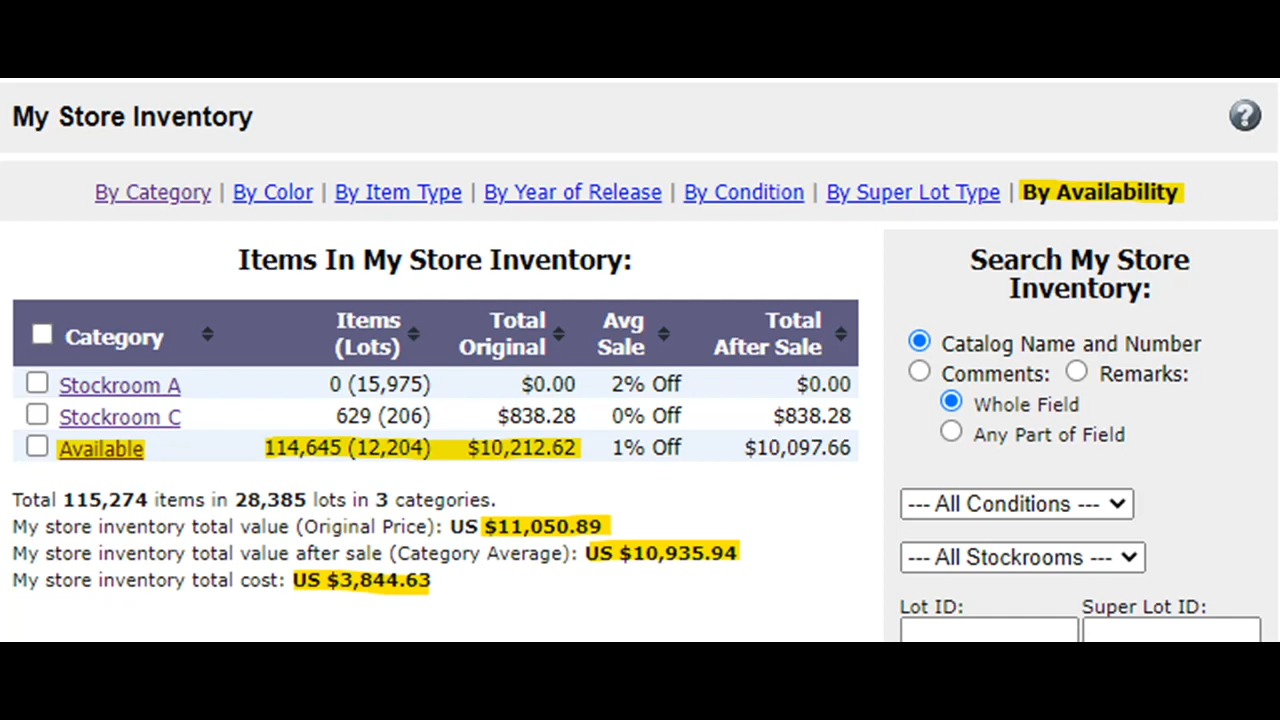 My Store Inventory
?
By Category | By Color | By Item Type | By Year of Release | By Condition | By Super Lot Type | By Availability
Items In My Store Inventory:
Category Items (Lots) Total Original Avg Sale Total After Sale
Stockroom A 0 (15,975) $0.00 2% Off $0.00
Stockroom C 629 (206) $838.28 0% Off $838.28
Available 114,645 (12,204) $10,212.62 1% Off $10,097.66
Total 115,274 items in 28,385 lots in 3 categories.
My store inventory total value (Original Price): US $11,050.89
My store inventory total value after sale (Category Average): US $10,935.94
My store inventory total cost: US $3,844.63
Search My Store
Inventory:
Catalog Name and Number
Comments: Remarks:
Whole Field
Any Part of Field
--- All Conditions ---
--- All Stockrooms ---
Lot ID: Super Lot ID: